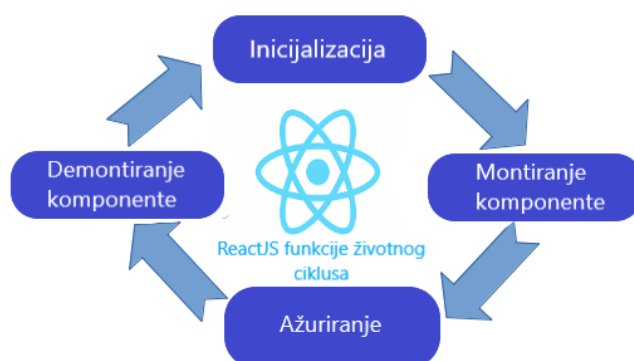 Inicijalizacija
Demontiranje
komponente
Montiranje
komponente
ReactJS funkcije životnog
ciklusa
Ažuriranje